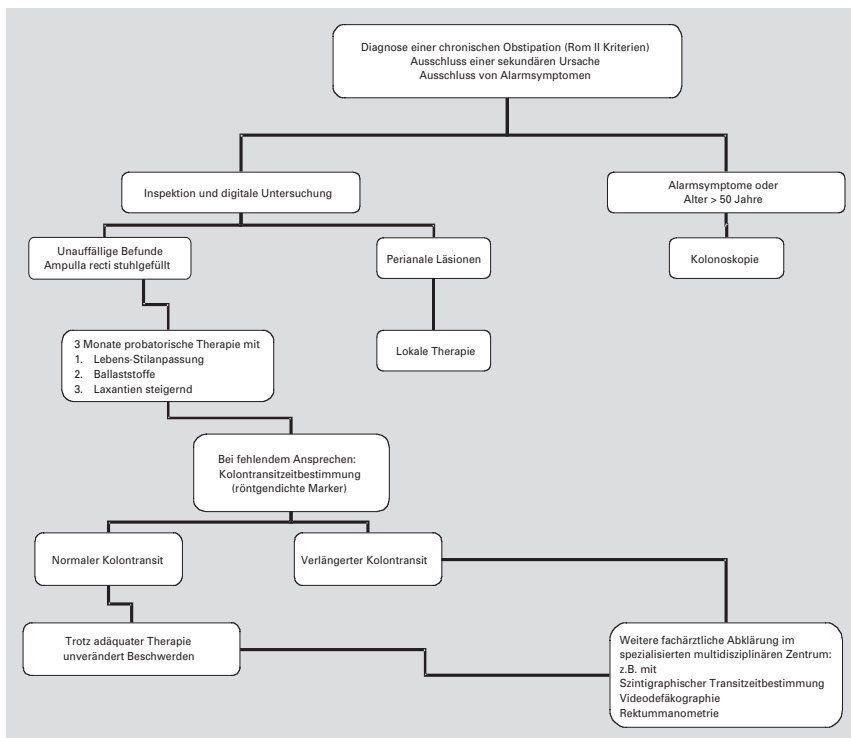 Diagnose einer chronischen Obstipation (Rom II Kriterien)
Ausschluss einer sekundären Ursache
Ausschluss von Alarmsymptomen
Inspektion und digitale Untersuchung
Alarmsymptome oder
Alter > 50 Jahre
Unauffällige Befunde
Ampulla recti stuhlgefüllt
Perianale Läsionen
Kolonoskopie
3 Monate probatorische Therapie mit
1. Lebens-Stilanpassung
2. Ballaststoffe
3. Laxantien steigernd
Lokale Therapie
Bei fehlendem Ansprechen:
Kolontransitzeitbestimmung
(röntgendichte Marker)
Normaler Kolontransit
Verlängerter Kolontransit
Trotz adäquater Therapie
unverändert Beschwerden
Weitere fachärztliche Abklärung im
spezialisierten multidisziplinären Zentrum:
z.B. mit
Szintigraphischer Transitzeitbestimmung
Videodefäkographie
Rektummanometrie